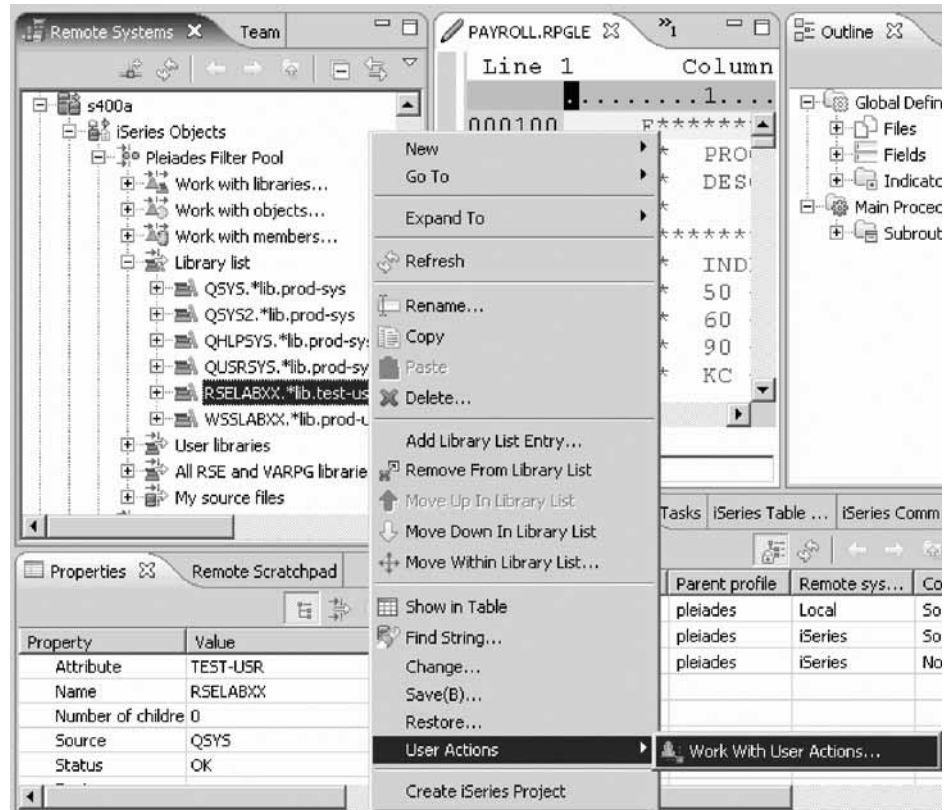 Remote Systems Team
s400a
iSeries Objects
Pleiades Filter Pool
Work with libraries...
Work with objects...
Work with members...
Library list
QSYS.*lib.prod-sys
QSYS2.*lib.prod-sys
QHLPSYS.*lib.prod-sy
QUSRSYS.*lib.prod-sy
RSELABXX.*lib.test-us
WSSLABXX.*lib.prod-u
User libraries
All RSE and VARPG librarie
My source files
PAYROLL.RPGLE
1
Line 1 Column
1
000100 F*******
* PRO
* DES
*
*****
* IND
* 50
* 60
* 90
* KC
Outline
Global Defin
Files
Fields
Indicato
Main Proced
Subrout
New
Go To
Expand To
Refresh
Rename...
Copy
Paste
Delete...
Add Library List Entry...
Remove From Library List
Move Up In Library List
Move Down In Library List
Move Within Library List...
Show in Table
Find String...
Change...
Save(B)...
Restore...
User Actions
Create iSeries Project
Work With User Actions...
Properties Remote Scratchpad
Property Value
Attribute TEST-USR
Name RSELABXX
Number of childre 0
Source QSYS
Status OK
Tasks iSeries Table ... iSeries Comm
Parent profile Remote sys... Co
pleiades Local So
pleiades iSeries So
pleiades iSeries No